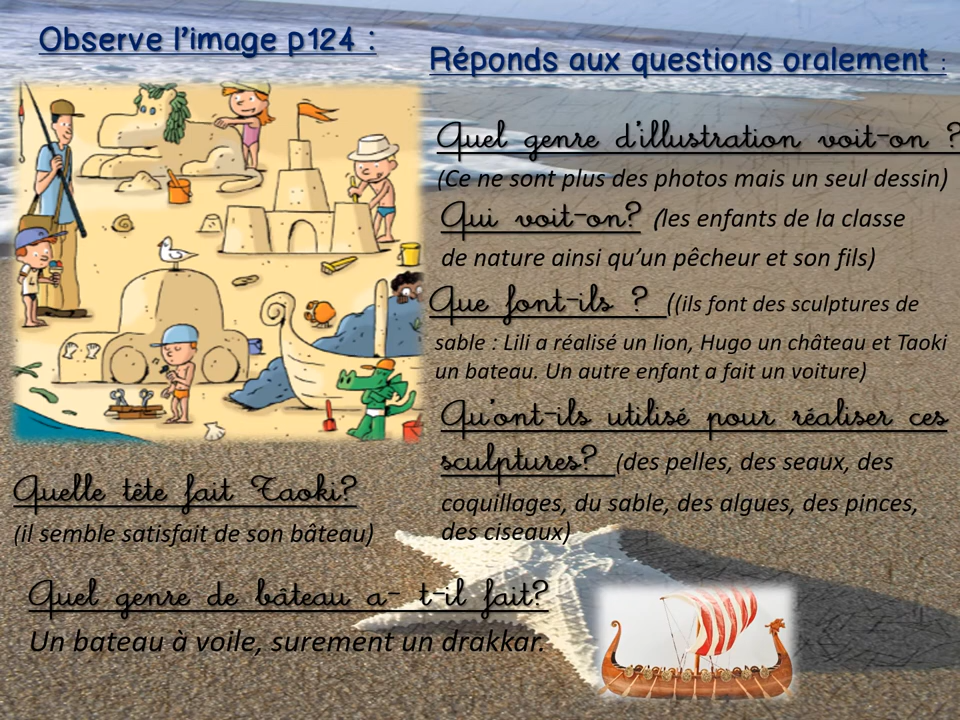 Observe l’image p124 :
Réponds aux questions oralement :
Quel genre d’illustration voit-on ?
(Ce ne sont plus des photos mais un seul dessin)
Qui voit-on? (les enfants de la classe
de nature ainsi qu’un pêcheur et son fils)
Que font-ils ? ((ils font des sculptures de
sable : Lili a réalisé un lion, Hugo un château et Taoki
un bateau. Un autre enfant a fait un voiture)
Qu’ont-ils utilisé pour réaliser ces
sculptures? (des pelles, des seaux, des
coquillages, du sable, des algues, des pinces,
des ciseaux)
Quelle tête fait Taoki?
(il semble satisfait de son bâteau)
Quel genre de bâteau a- t-il fait?
Un bateau à voile, surement un drakkar.